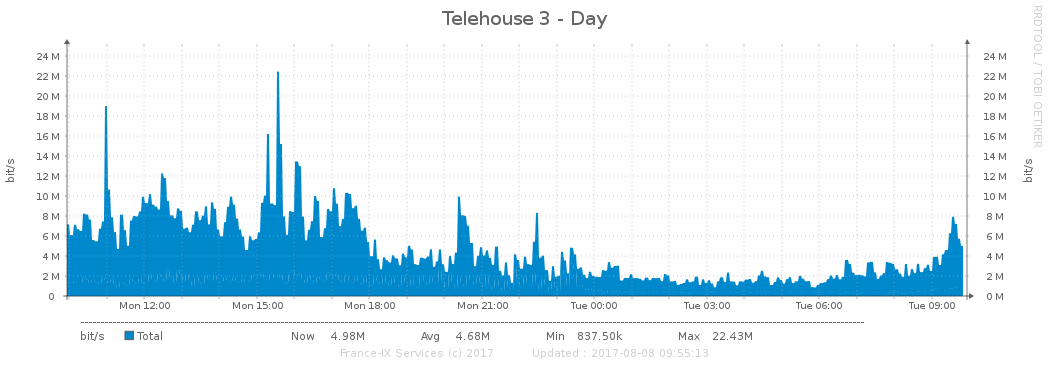 Telehouse 3 - Day
RRDTOOL / TOBI OETIKER
24 M 24 M
22 M 22 M
20 M 20 M
18 M 18 M
16 M 16 M
14 M 14 M
12 M 12 M
10 M 10 M
8 M 8 M
6 M 6 M
4 M 4 M
2 M 2 M
0 0 M
bit/s bit/s
Mon 12:00 Mon 15:00 Mon 18:00 Mon 21:00 Tue 00:00 Tue 03:00 Tue 06:00 Tue 09:00
bit/s Total Now 4.98M Avg 4.68M Min 837.50k Max 22.43M
France-IX Services (c) 2017 Updated : 2017-08-08 09:55:13